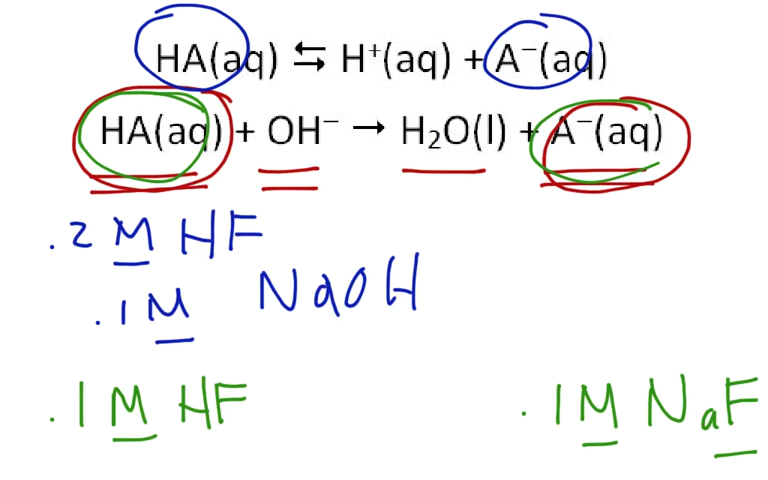 HA(aq) ⇆ H⁺(aq) + A⁻(aq)
HA(aq) + OH⁻ → H₂O(l) + A⁻(aq)
.2 M HF
.1 M NaOH
.1 M HF .1 M NaF